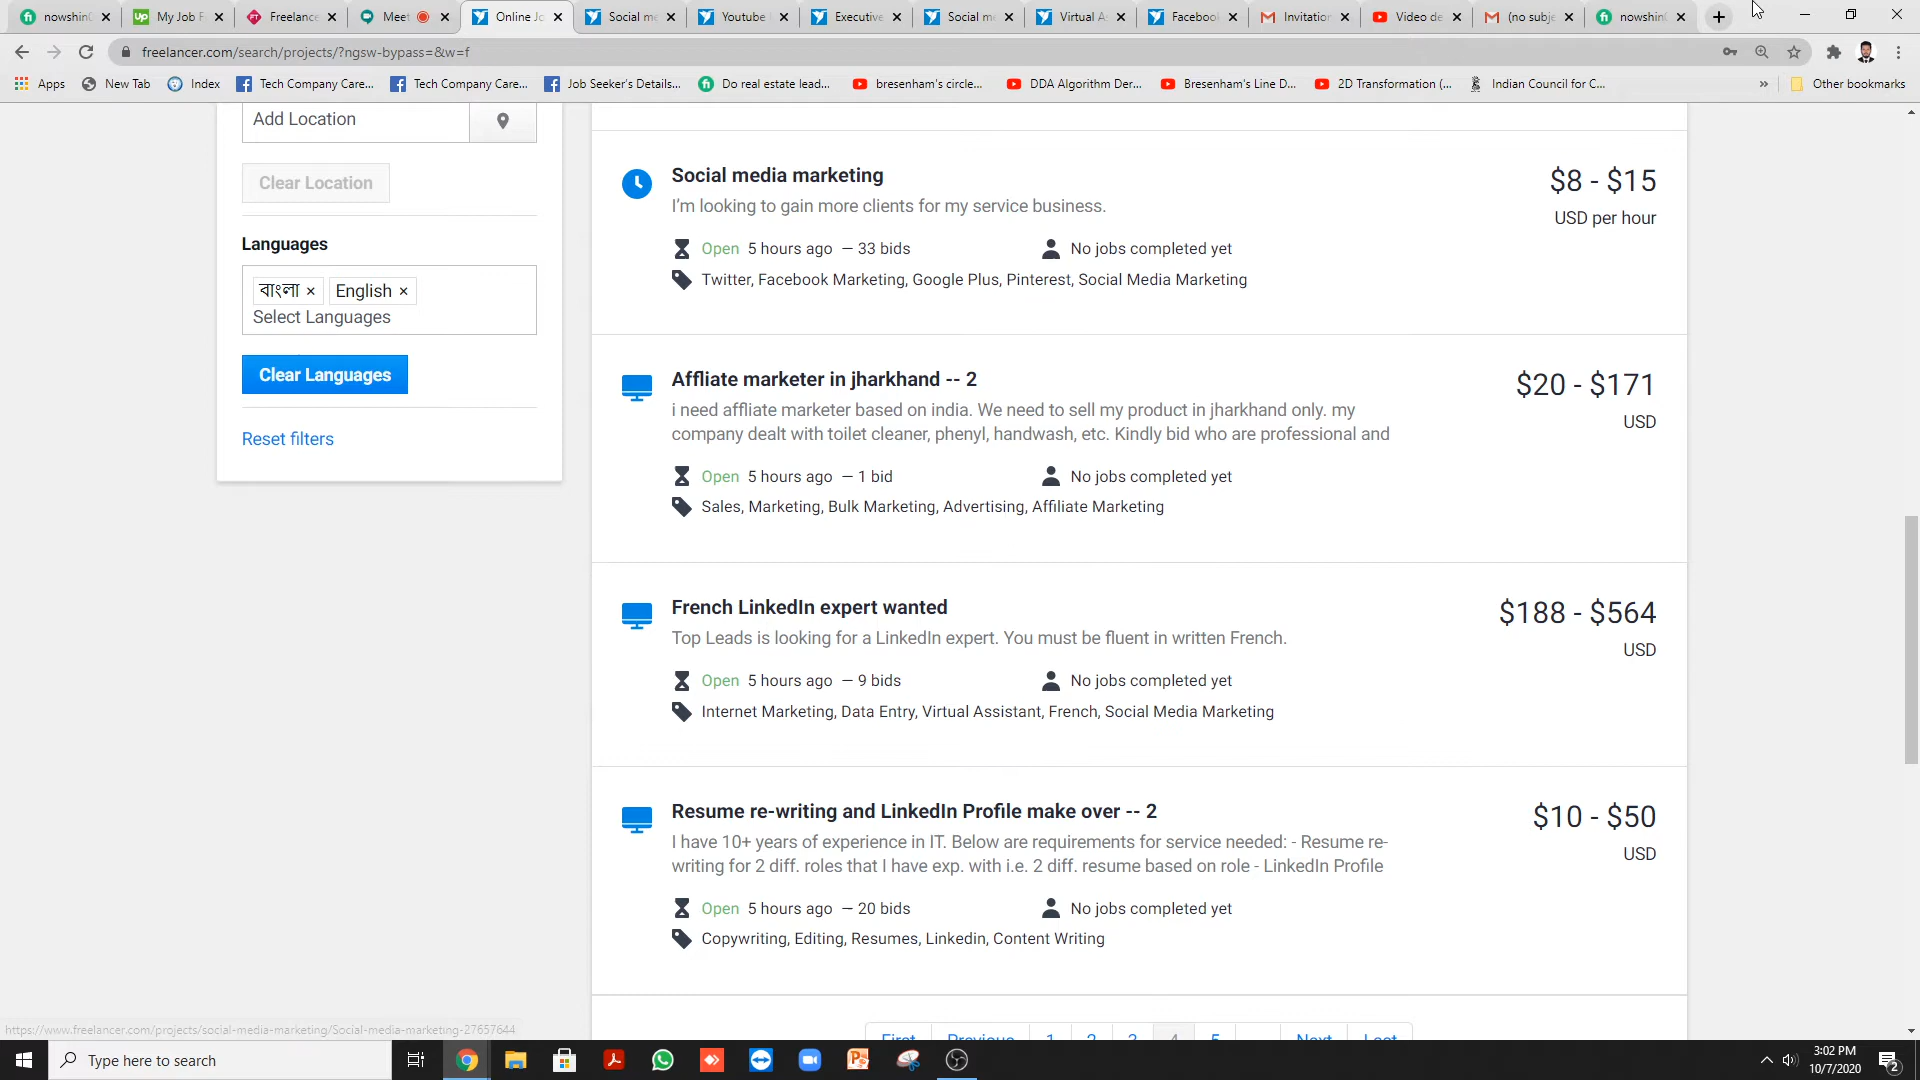 nowshin
My Job F
Freelance
Meet
Online Jo
Social me
Youtube
Executive
Social me
Virtual A
Facebook
Invitation
Video de
(no subje
nowshin
freelancer.com/search/projects/?ngsw-bypass=&w=f
Apps
New Tab
Index
Tech Company Care...
Tech Company Care...
Job Seeker's Details...
Do real estate lead...
bresenham's circle...
DDA Algorithm Der...
Bresenham's Line D...
2D Transformation (...
Indian Council for C...
»
Other bookmarks
Add Location
Clear Location
Languages
বাংলা ×
English ×
Select Languages
Clear Languages
Reset filters
Social media marketing
$8 - $15
I'm looking to gain more clients for my service business.
USD per hour
Open 5 hours ago — 33 bids
No jobs completed yet
Twitter, Facebook Marketing, Google Plus, Pinterest, Social Media Marketing
Affliate marketer in jharkhand -- 2
$20 - $171
i need affliate marketer based on india. We need to sell my product in jharkhand only. my
USD
company dealt with toilet cleaner, phenyl, handwash, etc. Kindly bid who are professional and
Open 5 hours ago — 1 bid
No jobs completed yet
Sales, Marketing, Bulk Marketing, Advertising, Affiliate Marketing
French LinkedIn expert wanted
$188 - $564
Top Leads is looking for a LinkedIn expert. You must be fluent in written French.
USD
Open 5 hours ago — 9 bids
No jobs completed yet
Internet Marketing, Data Entry, Virtual Assistant, French, Social Media Marketing
Resume re-writing and LinkedIn Profile make over -- 2
$10 - $50
I have 10+ years of experience in IT. Below are requirements for service needed: - Resume re-
USD
writing for 2 diff. roles that I have exp. with i.e. 2 diff. resume based on role - LinkedIn Profile
Open 5 hours ago — 20 bids
No jobs completed yet
Copywriting, Editing, Resumes, Linkedin, Content Writing
First Previous 1 2 3 4 5 Next Last
https://www.freelancer.com/projects/social-media-marketing/Social-media-marketing-27657644
Type here to search
3:02 PM
10/7/2020
2